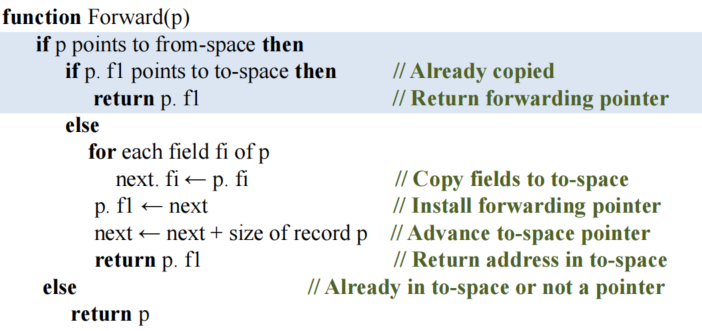 function Forward(p)
if p points to from-space then
if p. f1 points to to-space then // Already copied
return p. f1 // Return forwarding pointer
else
for each field fi of p
next. fi ← p. fi // Copy fields to to-space
p. f1 ← next // Install forwarding pointer
next ← next + size of record p // Advance to-space pointer
return p. f1 // Return address in to-space
else // Already in to-space or not a pointer
return p